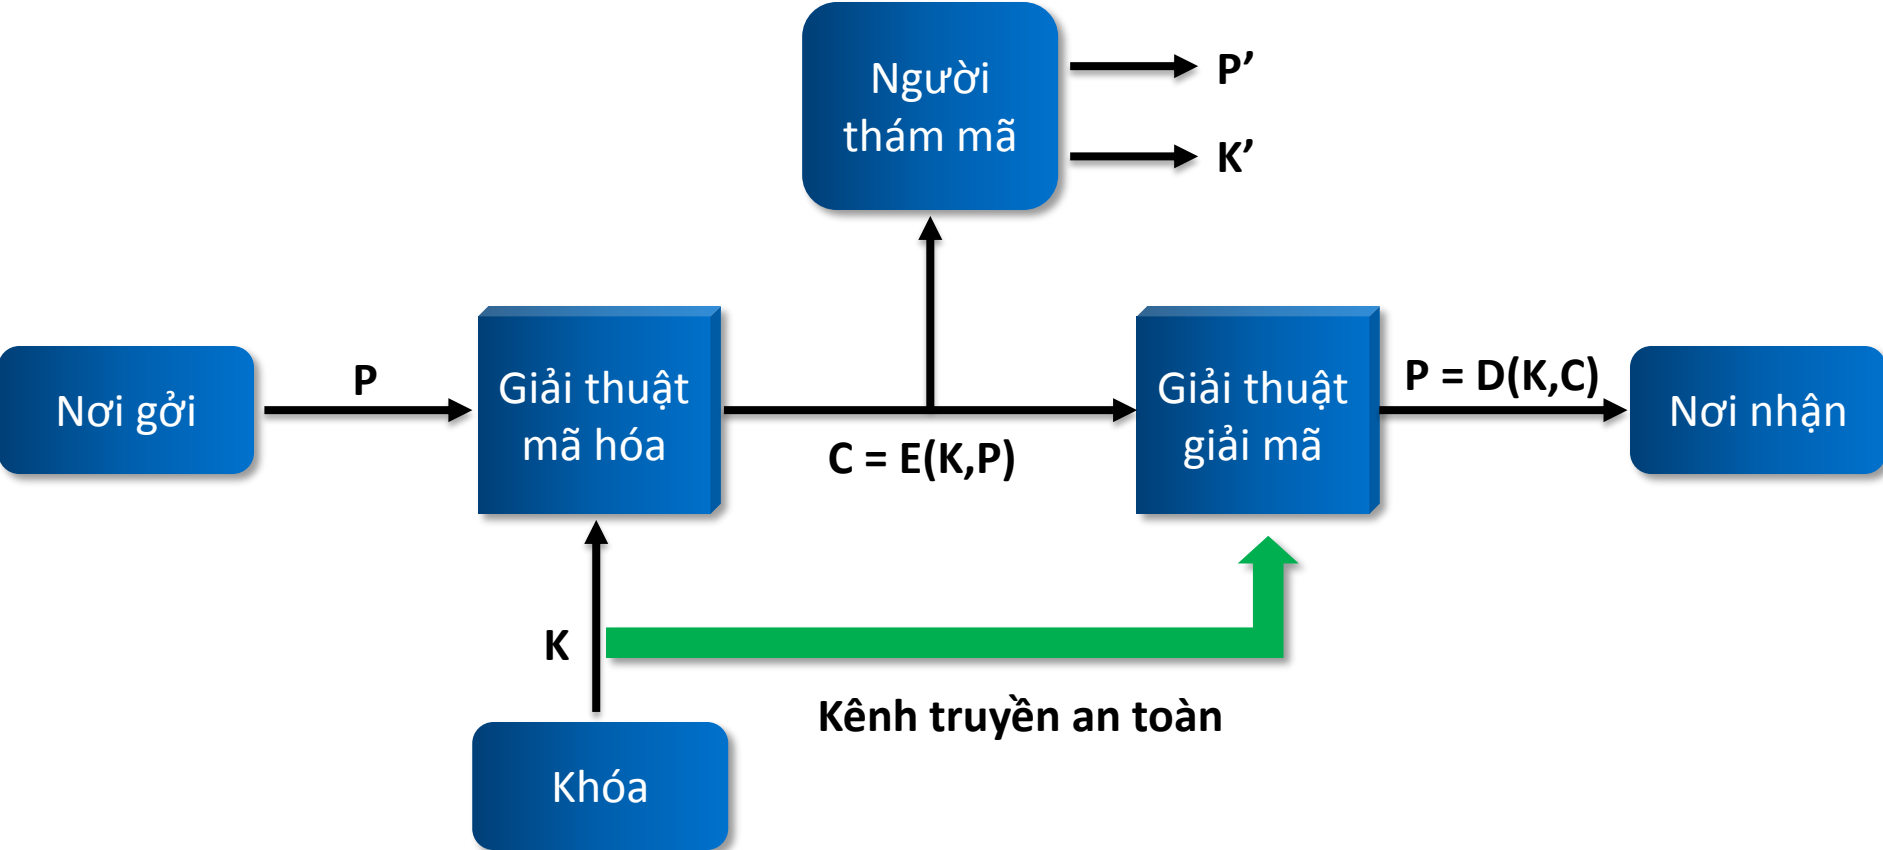 Người
thám mã
P’
K’
Nơi gởi
P
Giải thuật
mã hóa
C = E(K,P)
Giải thuật
giải mã
P = D(K,C)
Nơi nhận
K
Kênh truyền an toàn
Khóa